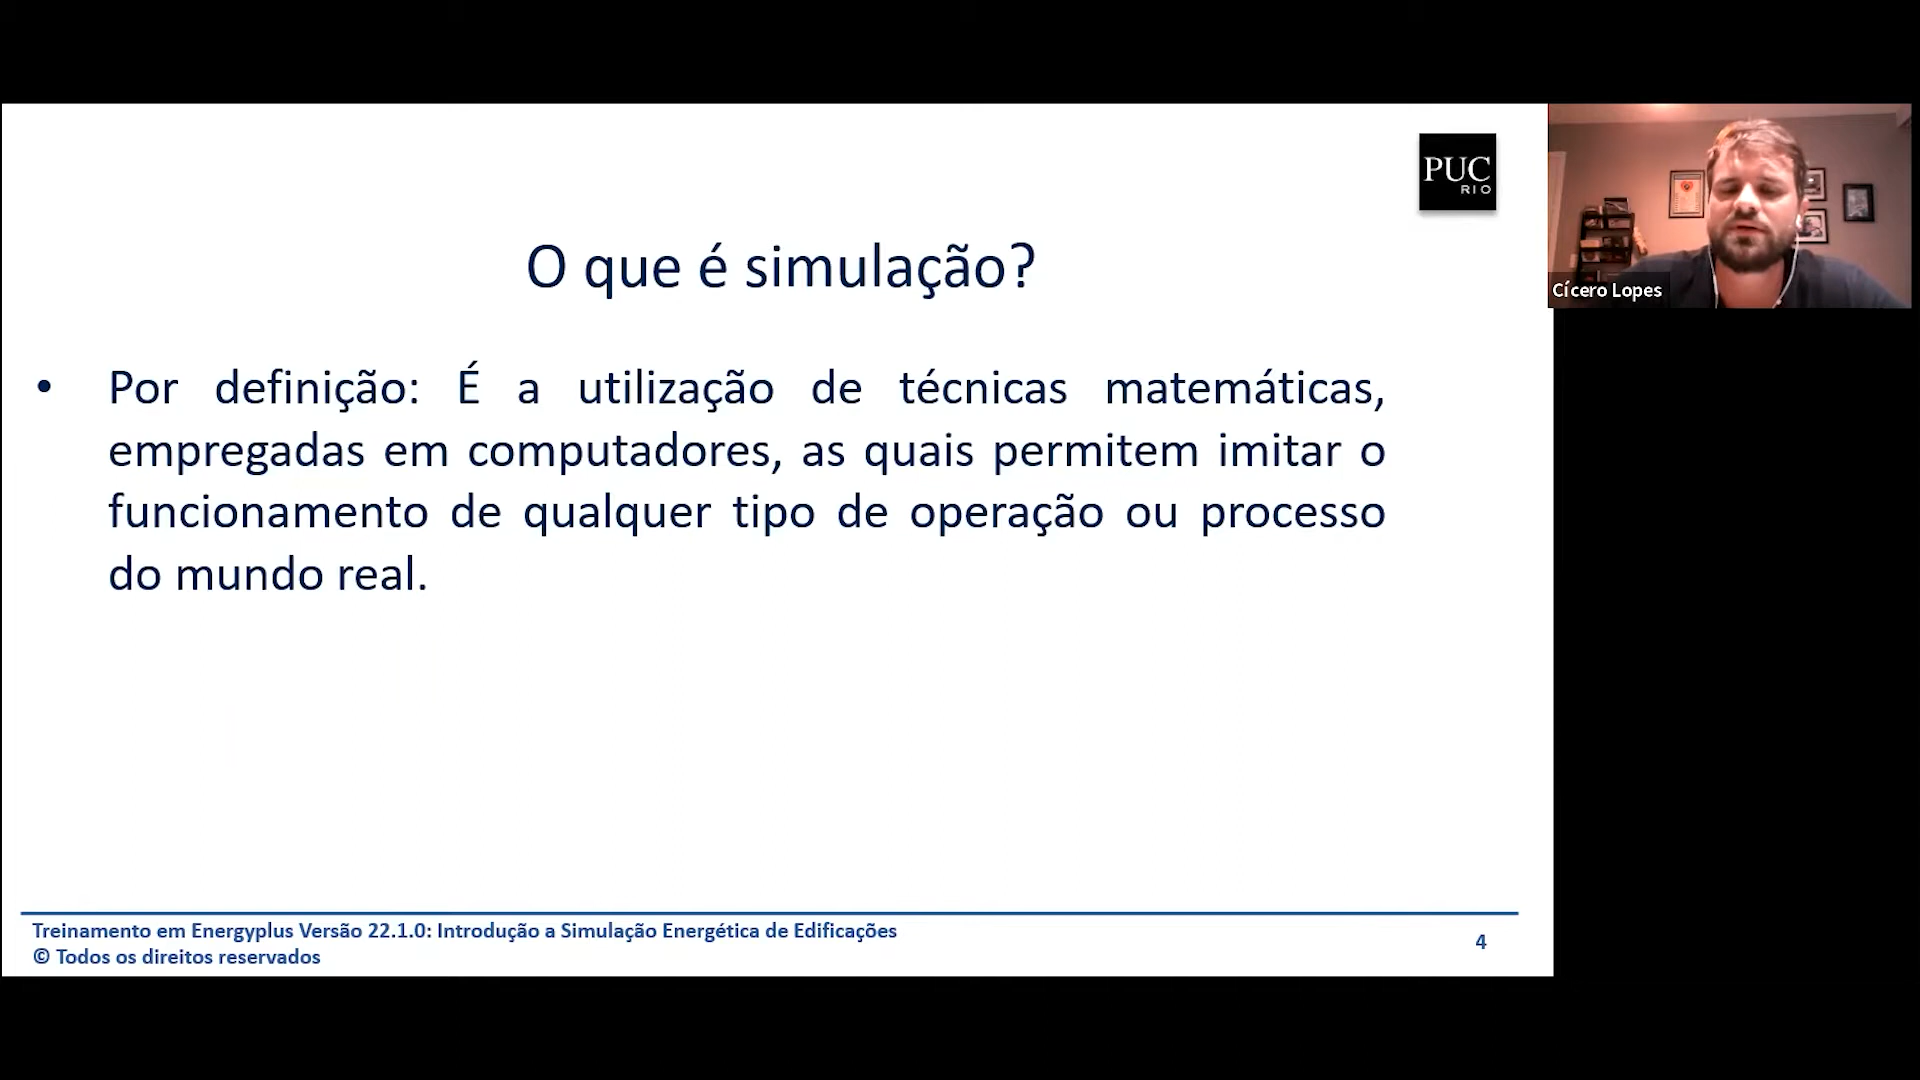 PUC
RIO
O que é simulação?
• Por definição: É a utilização de técnicas matemáticas,
empregadas em computadores, as quais permitem imitar o
funcionamento de qualquer tipo de operação ou processo
do mundo real.
Cícero Lopes
Treinamento em Energyplus Versão 22.1.0: Introdução a Simulação Energética de Edificações
© Todos os direitos reservados
4